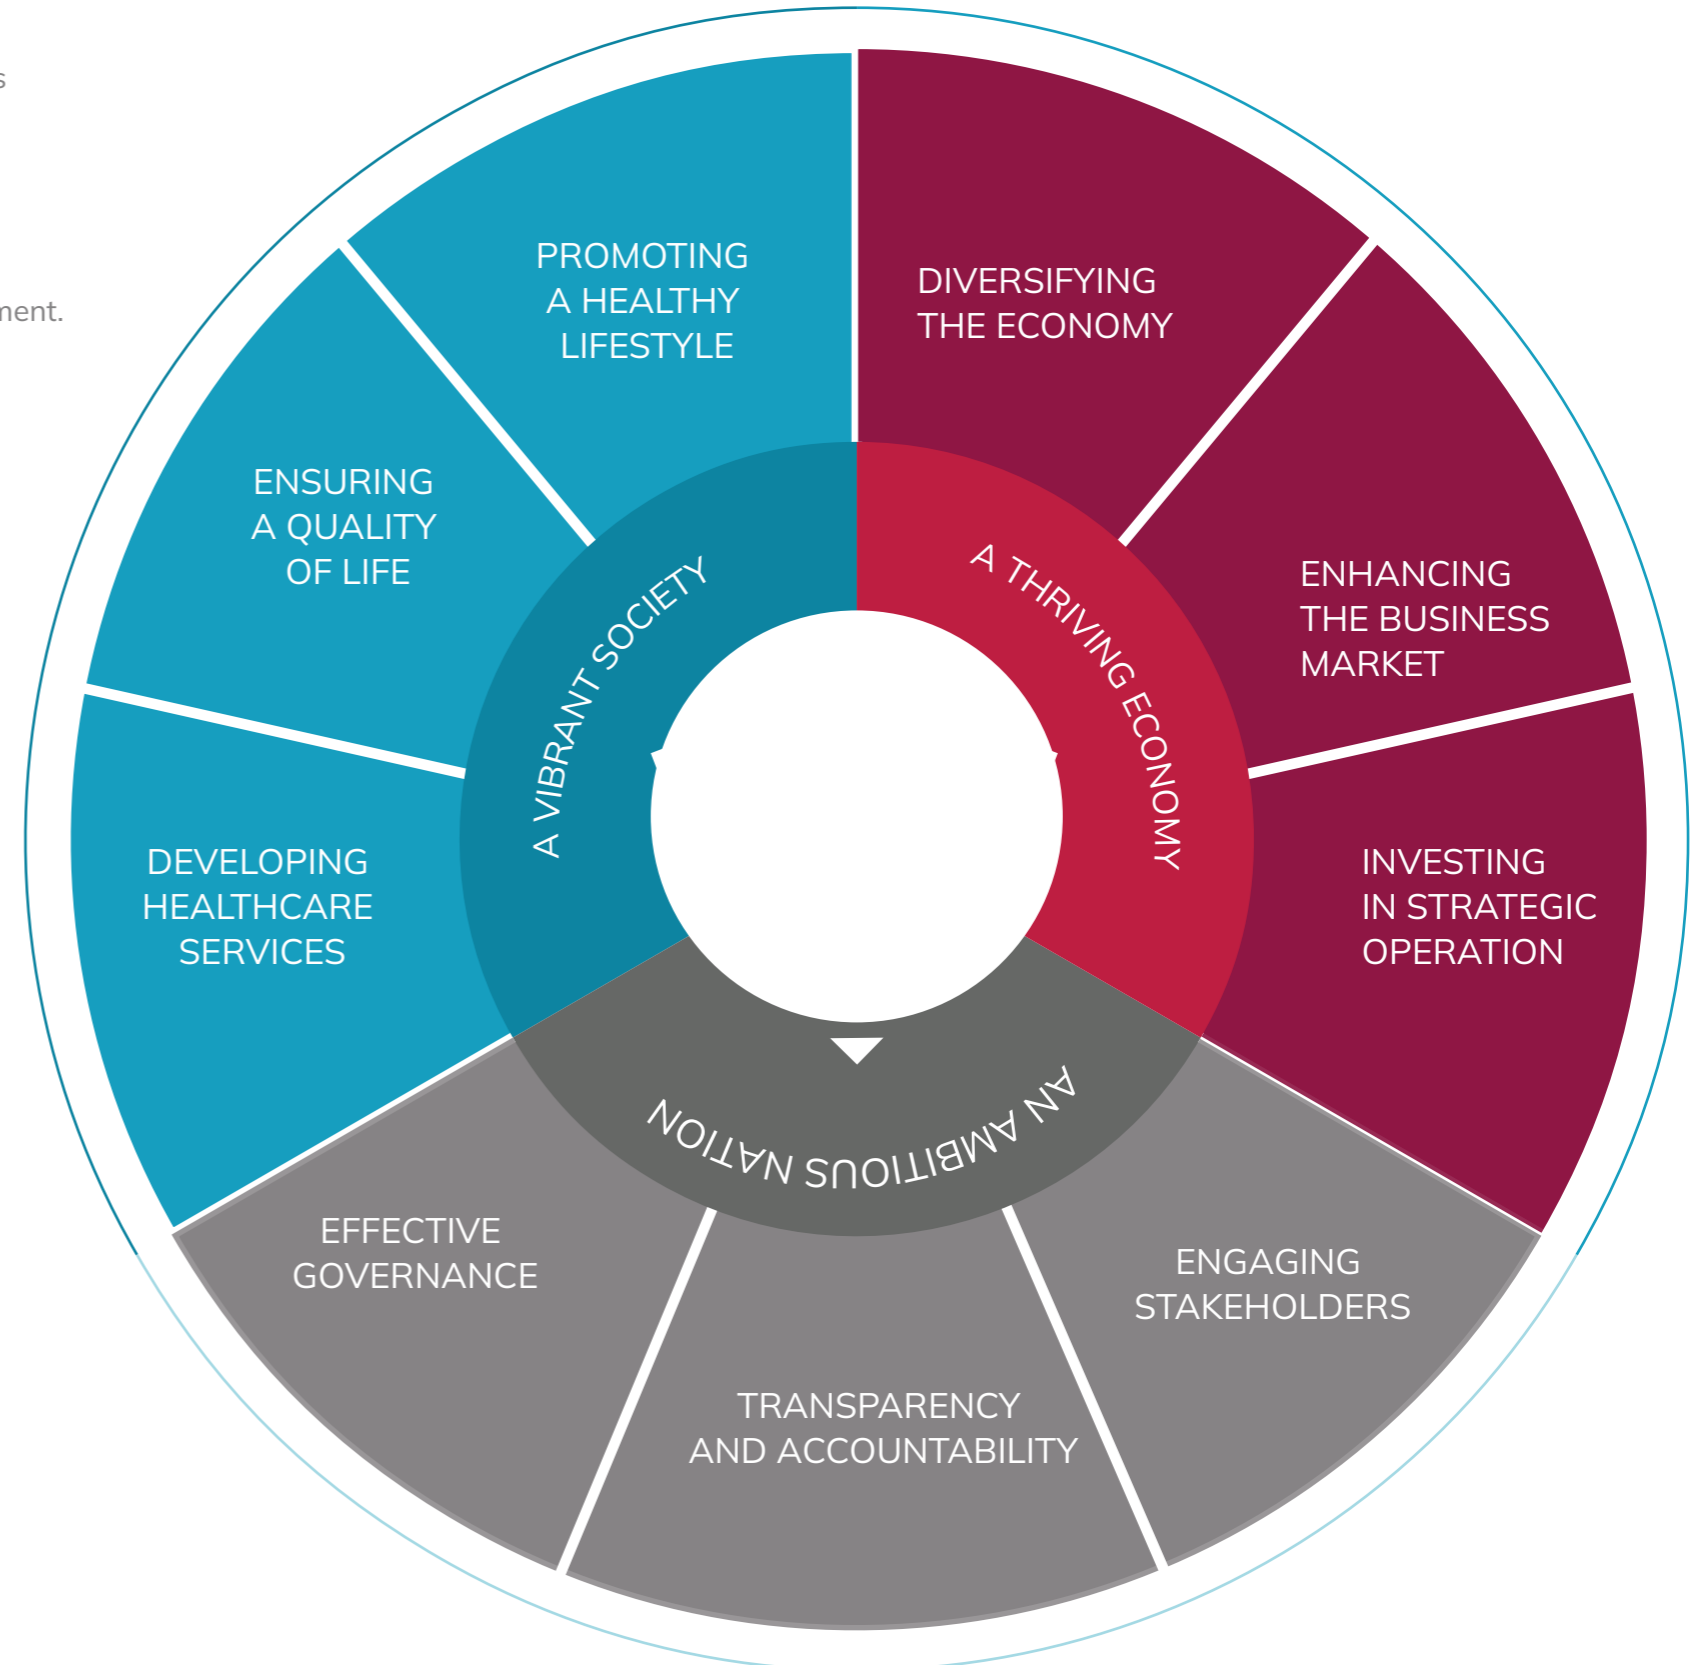 PROMOTING
A HEALTHY
LIFESTYLE
DIVERSIFYING
THE ECONOMY
ENSURING
A QUALITY
OF LIFE
ENHANCING
THE BUSINESS
MARKET
A VIBRANT SOCIETY
A THRIVING ECONOMY
DEVELOPING
HEALTHCARE
SERVICES
INVESTING
IN STRATEGIC
OPERATION
AN AMBITIOUS NATION
EFFECTIVE
GOVERNANCE
ENGAGING
STAKEHOLDERS
TRANSPARENCY
AND ACCOUNTABILITY